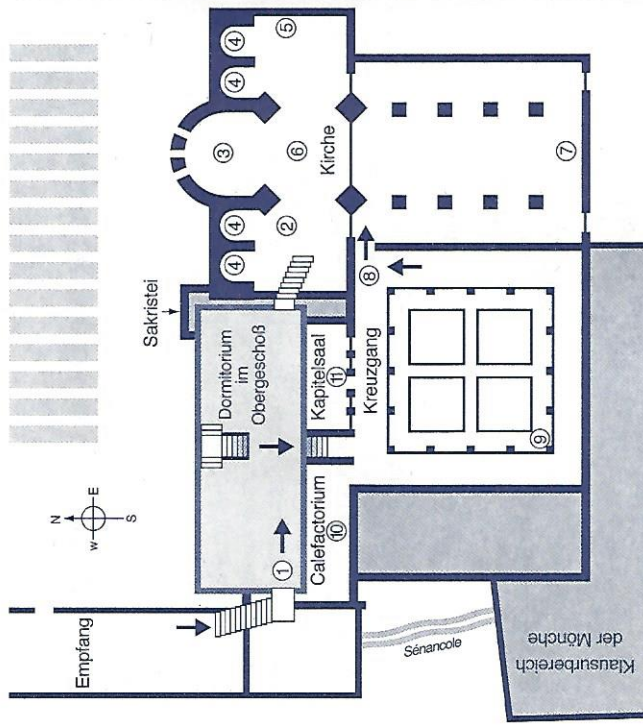 N
W E
S
Empfang
Sakristei
4
4
3
4
4
1
Dormitorium
im
Obergeschoß
2
6
5
Calefactorium
10
Kapitelsaal
11
Kirche
Kreuzgang
8
9
7
Sénancole
Klausurbereich
der Mönche